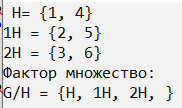 H= {1, 4}
1H = {2, 5}
2H = {3, 6}
Фактор множество:
G/H = {H, 1H, 2H, }